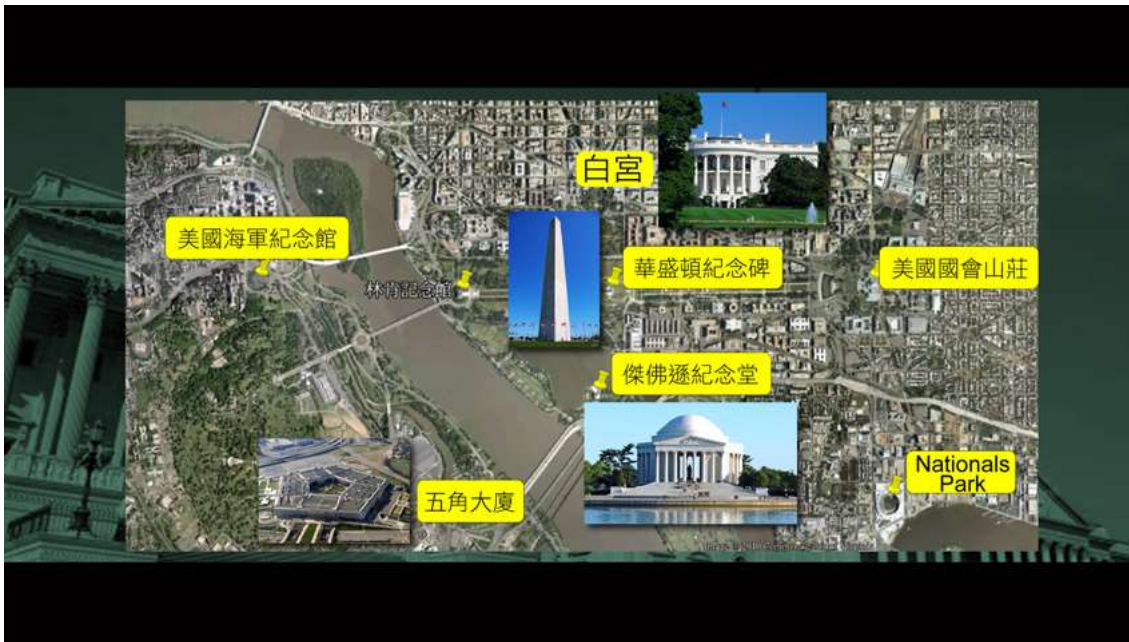 白宮
美國海軍紀念館
林肯記念館
華盛頓紀念碑
美國國會山莊
傑佛遜紀念堂
Nationals
Park
五角大廈